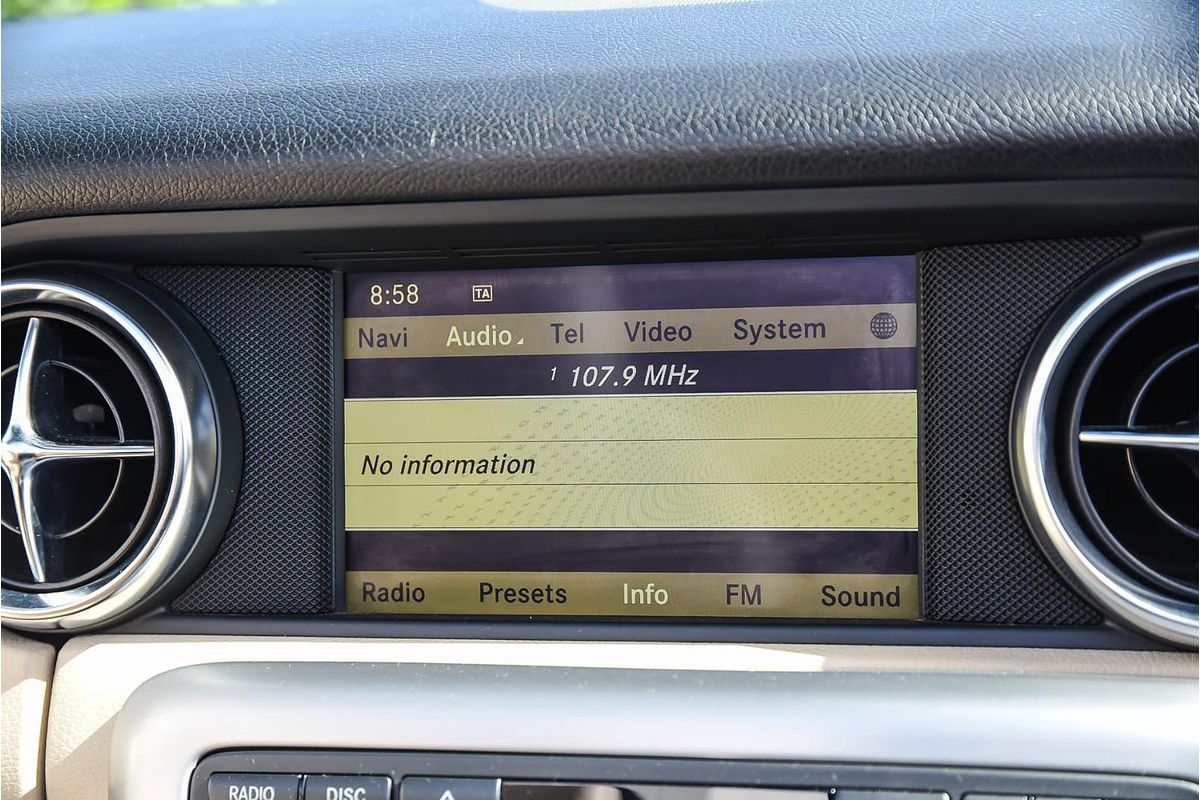 8:58 TA
Navi Audio Tel Video System
1 107.9 MHz
No information
Radio Presets Info FM Sound
RADIO DISC